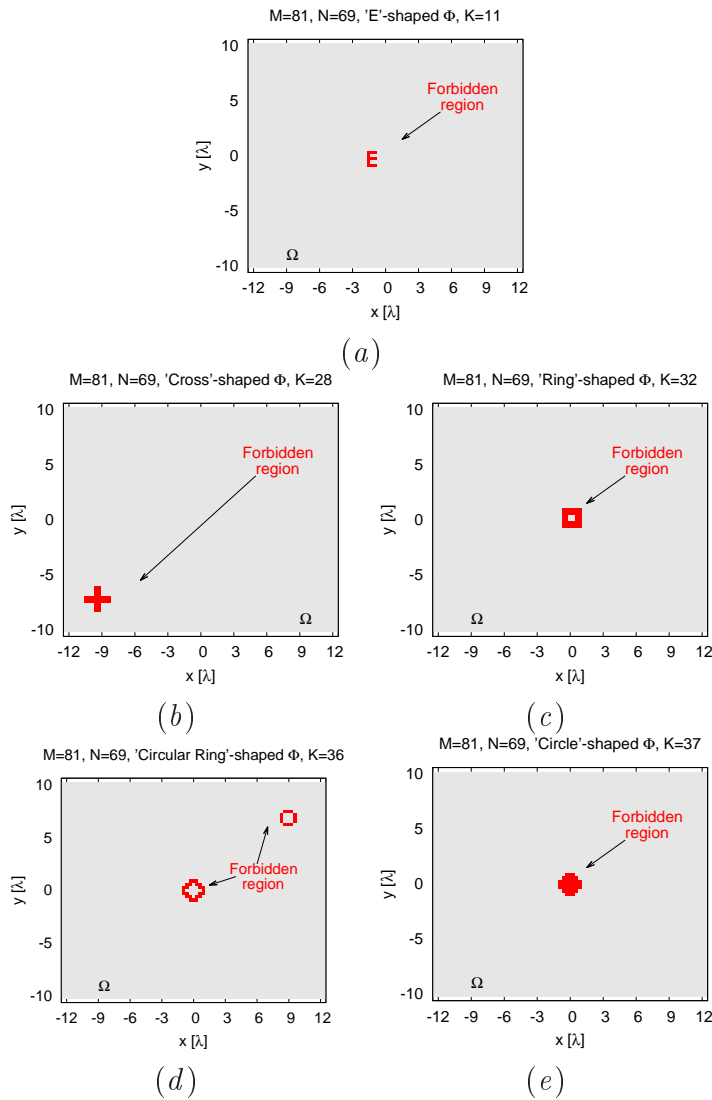 M=81, N=69, 'E'-shaped Φ, K=11
10
5
0
-5
-10
y [λ]
Forbidden
region
Ω
-12 -9 -6 -3 0 3 6 9 12
x [λ]
(a)
M=81, N=69, 'Cross'-shaped Φ, K=28
10
5
0
-5
-10
y [λ]
Forbidden
region
Ω
-12 -9 -6 -3 0 3 6 9 12
x [λ]
(b)
M=81, N=69, 'Ring'-shaped Φ, K=32
10
5
0
-5
-10
y [λ]
Forbidden
region
Ω
-12 -9 -6 -3 0 3 6 9 12
x [λ]
(c)
M=81, N=69, 'Circular Ring'-shaped Φ, K=36
10
5
0
-5
-10
y [λ]
Forbidden
region
Ω
-12 -9 -6 -3 0 3 6 9 12
x [λ]
(d)
M=81, N=69, 'Circle'-shaped Φ, K=37
10
5
0
-5
-10
y [λ]
Forbidden
region
Ω
-12 -9 -6 -3 0 3 6 9 12
x [λ]
(e)